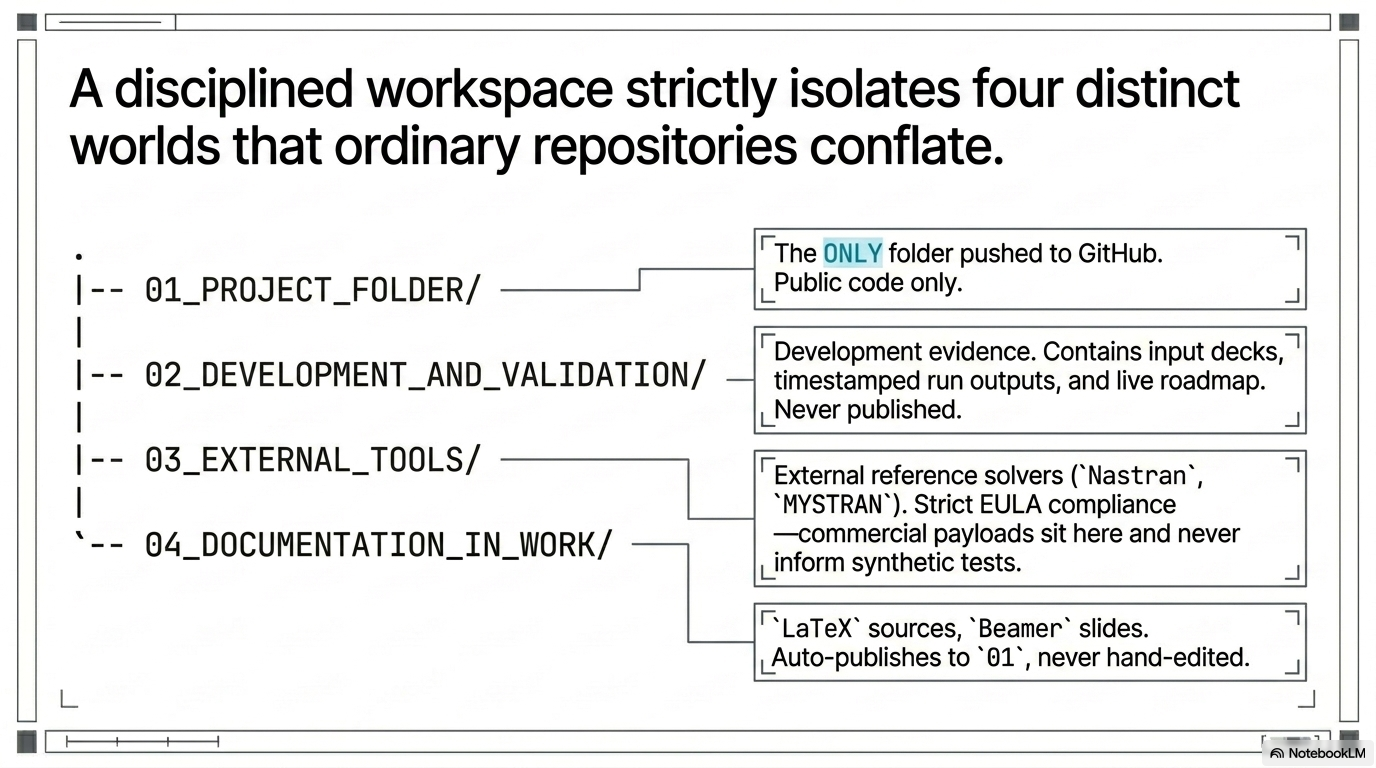 A disciplined workspace strictly isolates four distinct
worlds that ordinary repositories conflate.
.
|-- 01_PROJECT_FOLDER/
|
|-- 02_DEVELOPMENT_AND_VALIDATION/
|
|-- 03_EXTERNAL_TOOLS/
|
`-- 04_DOCUMENTATION_IN_WORK/
The ONLY folder pushed to GitHub.
Public code only.
Development evidence. Contains input decks,
timestamped run outputs, and live roadmap.
Never published.
External reference solvers (`Nastran`,
`MYSTRAN`). Strict EULA compliance
—commercial payloads sit here and never
inform synthetic tests.
`LaTeX` sources, `Beamer` slides.
Auto-publishes to `01`, never hand-edited.
NotebookLM